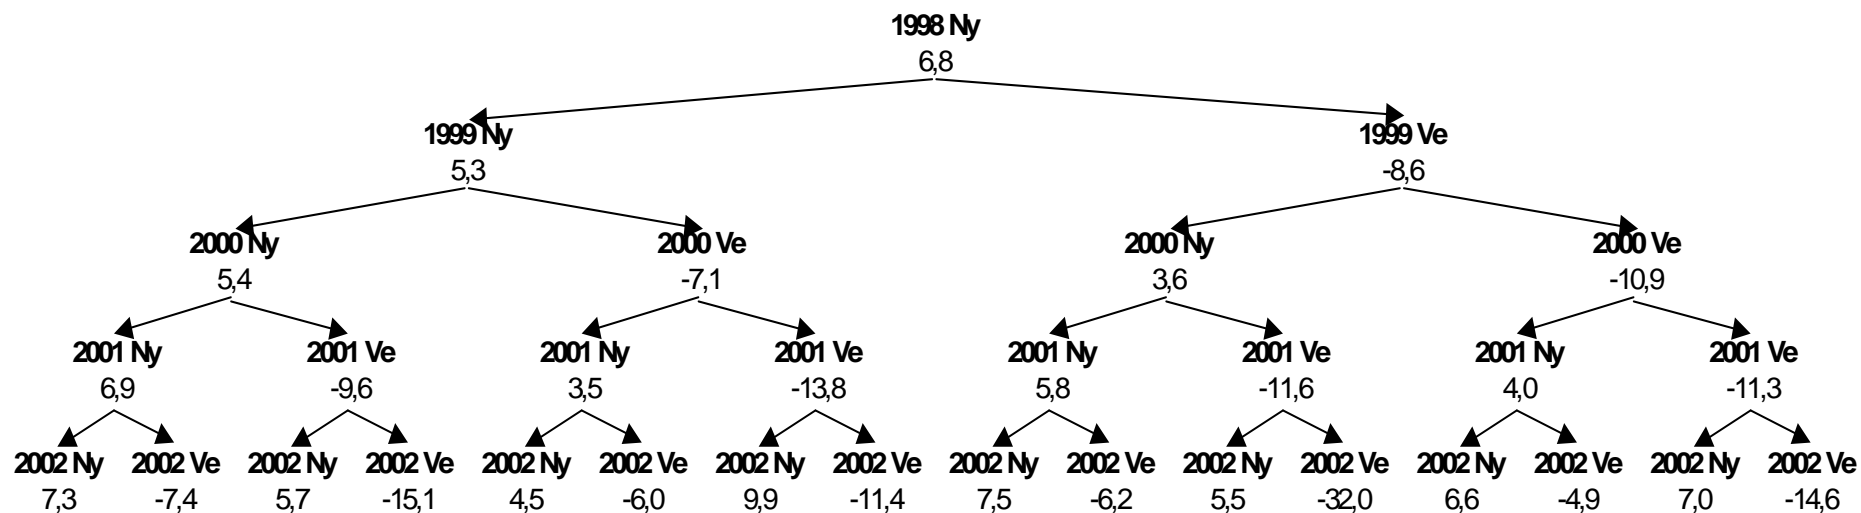 1998 Ny
6,8
1999 Ny 1999 Ve
5,3 -8,6
2000 Ny 2000 Ve 2000 Ny 2000 Ve
5,4 -7,1 3,6 -10,9
2001 Ny 2001 Ve 2001 Ny 2001 Ve 2001 Ny 2001 Ve 2001 Ny 2001 Ve
6,9 -9,6 3,5 -13,8 5,8 -11,6 4,0 -11,3
2002 Ny 2002 Ve 2002 Ny 2002 Ve 2002 Ny 2002 Ve 2002 Ny 2002 Ve 2002 Ny 2002 Ve 2002 Ny 2002 Ve 2002 Ny 2002 Ve 2002 Ny 2002 Ve
7,3 -7,4 5,7 -15,1 4,5 -6,0 9,9 -11,4 7,5 -6,2 5,5 -32,0 6,6 -4,9 7,0 -14,6